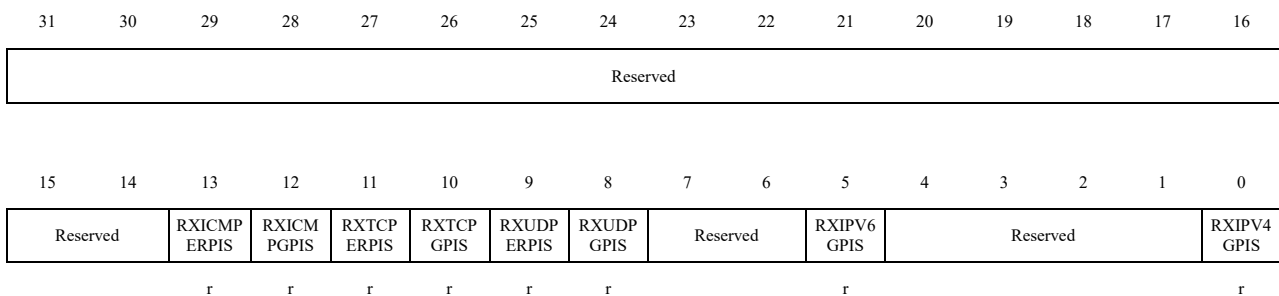 31 30 29 28 27 26 25 24 23 22 21 20 19 18 17 16
Reserved
15 14 13 12 11 10 9 8 7 6 5 4 3 2 1 0
Reserved RXICMP ERPIS RXICM PGPIS RXTCP ERPIS RXTCP GPIS RXUDP ERPIS RXUDP GPIS Reserved RXIPV6 GPIS Reserved RXIPV4 GPIS
r r r r r r r r